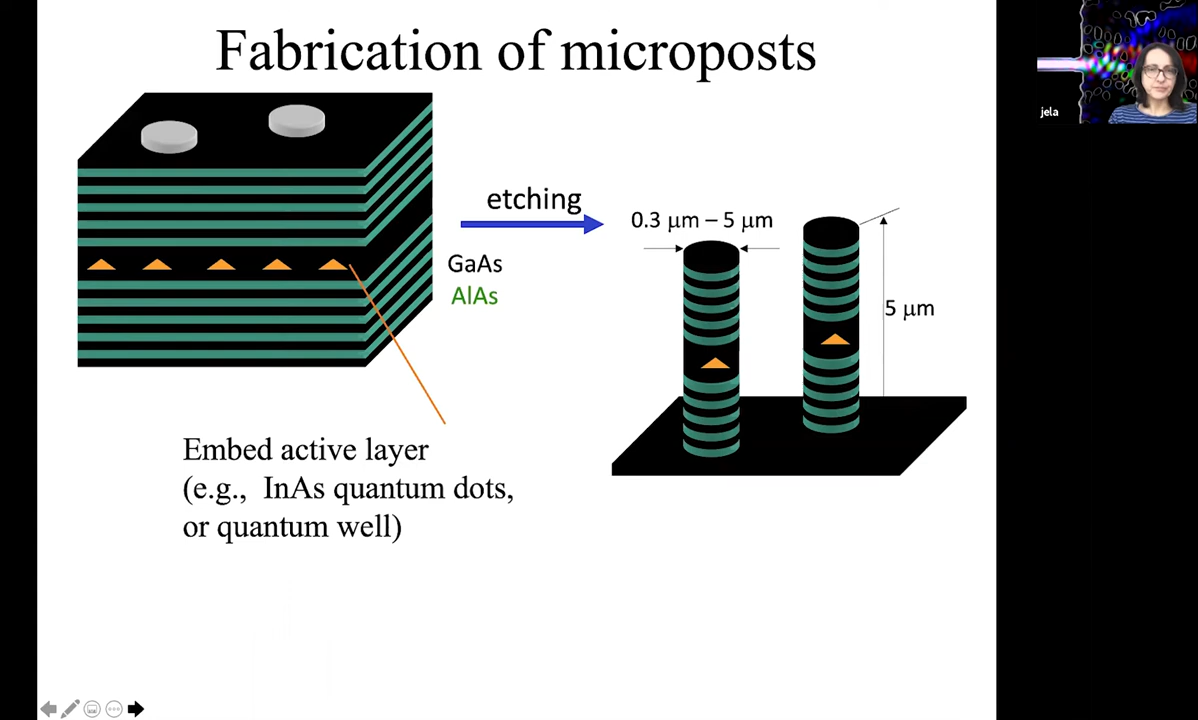 Fabrication of microposts
jela
etching
0.3 μm – 5 μm
GaAs
AlAs
5 μm
Embed active layer
(e.g.,  InAs quantum dots,
or quantum well)